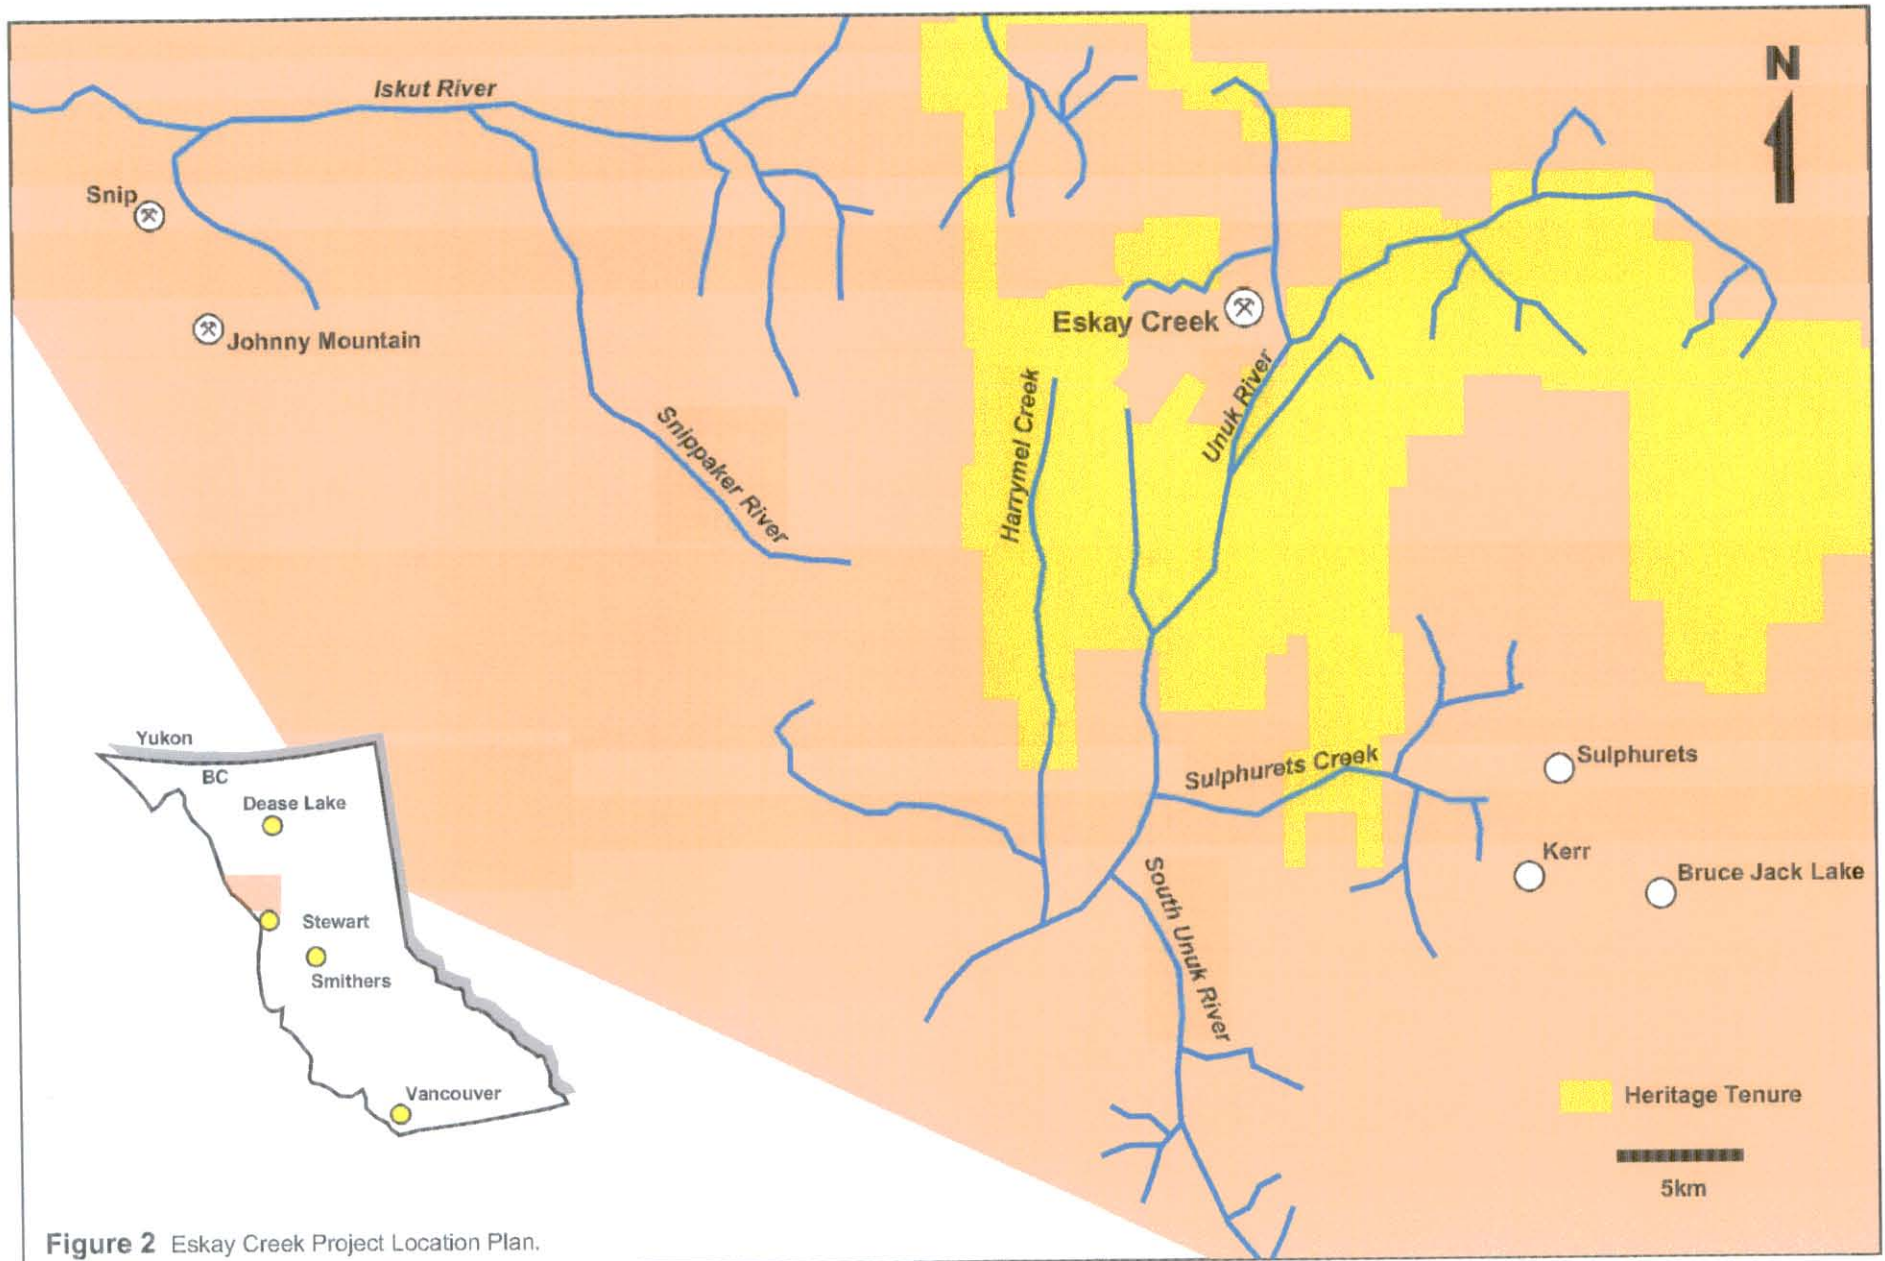 N
Iskut River
Snip
Johnny Mountain
Eskay Creek
Unuk River
Harrymel Creek
Snippaker River
Sulphurets Creek
Sulphurets
Kerr
Bruce Jack Lake
South Unuk River
Yukon
BC
Dease Lake
Stewart
Smithers
Vancouver
Heritage Tenure
5km
Figure 2 Eskay Creek Project Location Plan.